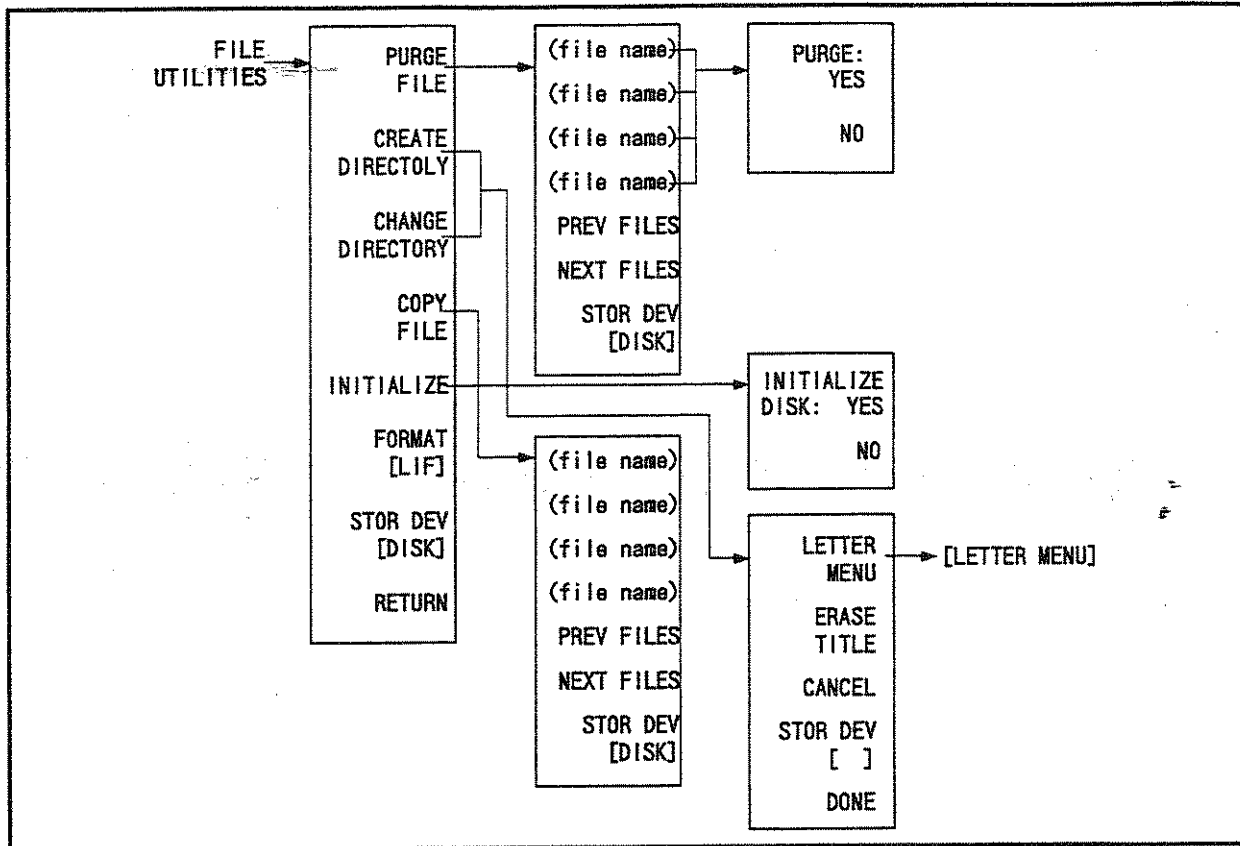 FILE
UTILITIES
PURGE
FILE
CREATE
DIRECTOLY
CHANGE
DIRECTORY
COPY
FILE
INITIALIZE
FORMAT
[LIF]
STOR DEV
[DISK]
RETURN
(file name)
(file name)
(file name)
(file name)
PREV FILES
NEXT FILES
STOR DEV
[DISK]
PURGE:
YES
NO
(file name)
(file name)
(file name)
(file name)
PREV FILES
NEXT FILES
STOR DEV
[DISK]
INITIALIZE
DISK: YES
NO
LETTER
MENU
[LETTER MENU]
ERASE
TITLE
CANCEL
STOR DEV
[ ]
DONE